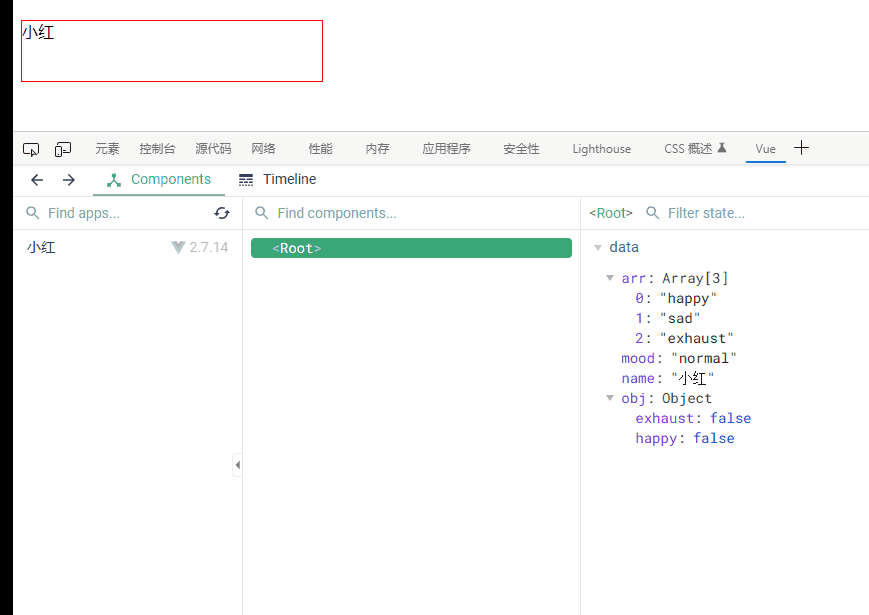 小红
元素 控制台 源代码 网络 性能 内存 应用程序 安全性 Lighthouse CSS 概述 Vue
Components Timeline
Find apps... Find components... <Root> Filter state...
小红 2.7.14 <Root> data
arr: Array[3]
0: "happy"
1: "sad"
2: "exhaust"
mood: "normal"
name: "小红"
obj: Object
exhaust: false
happy: false